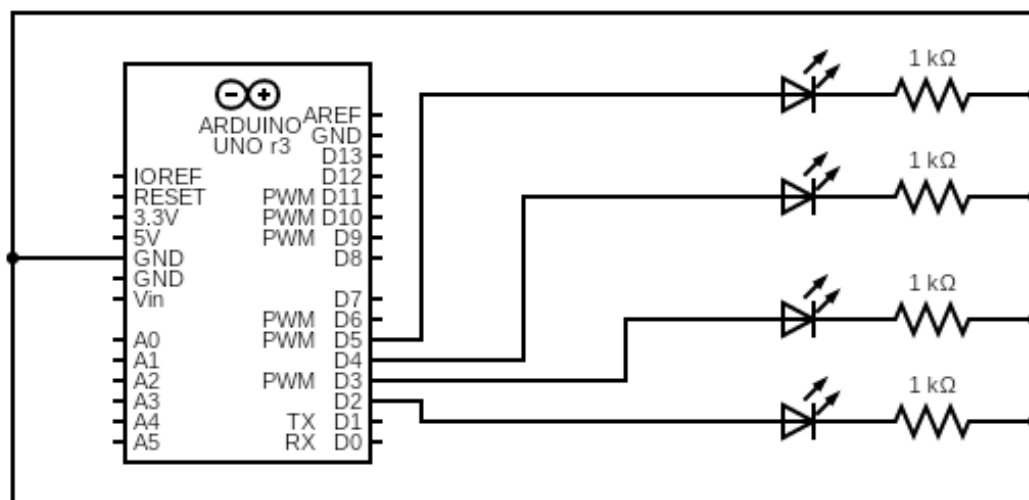 ARDUINO
UNO r3
AREF
GND
D13
IOREF
D12
RESET
PWM D11
3.3V
PWM D10
5V
PWM D9
GND
D8
GND
Vin
D7
PWM D6
A0
PWM D5
A1
D4
A2
PWM D3
A3
D2
A4
TX D1
A5
RX D0
1 kΩ
1 kΩ
1 kΩ
1 kΩ